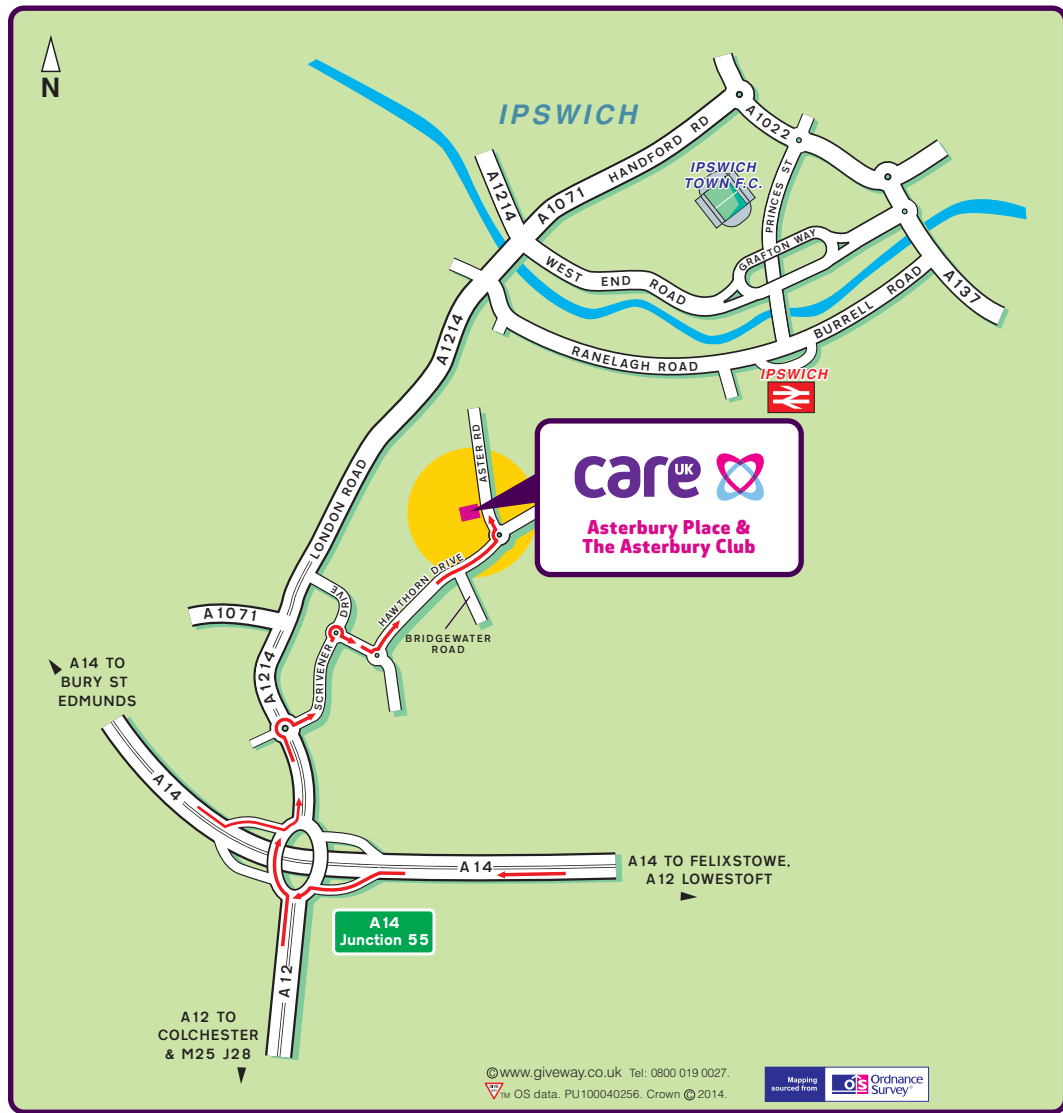 N
IPSWICH
A1022
HANDFORD RD
A1071
A1214
IPSWICH
TOWN F.C.
PRINCES ST
GRAFTON WAY
WEST END ROAD
A137
BURRELL ROAD
RANELAGH ROAD
IPSWICH
A1214
ASTER RD
care UK
Asterbury Place &
The Asterbury Club
LONDON ROAD
HAWTHORN DRIVE
BRIDGEWATER
ROAD
A1071
SCRIVENER DRIVE
A1214
A14 TO
BURY ST
EDMUNDS
A14
A14
A14 TO FELIXSTOWE,
A12 LOWESTOFT
A14
Junction 55
A12
A12 TO
COLCHESTER
& M25 J28
©www.giveway.co.uk Tel: 0800 019 0027.
GIVE WAY TM OS data. PU100040256. Crown © 2014.
Mapping
sourced from
OS Ordnance
Survey®